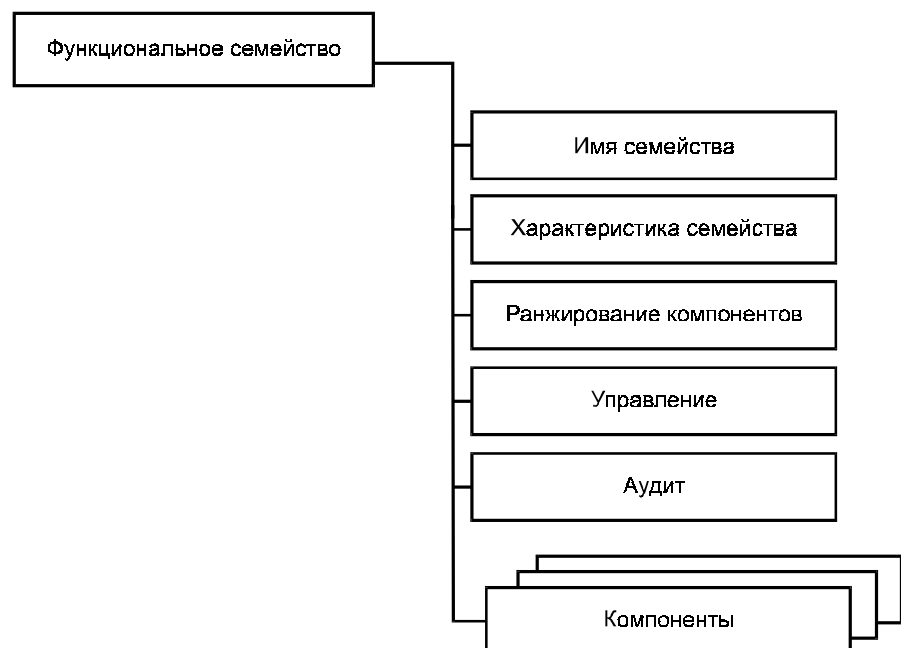 Функциональное семейство
Имя семейства
Характеристика семейства
Ранжирование компонентов
Управление
Аудит
Компоненты